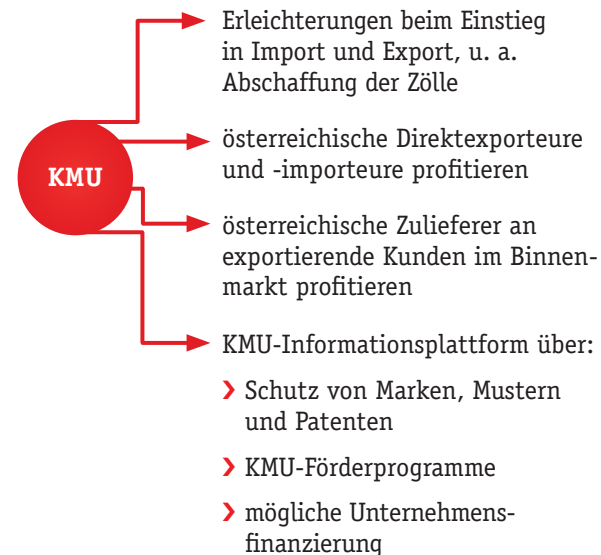 Erleichterungen beim Einstieg
in Import und Export, u. a.
Abschaffung der Zölle
österreichische Direktexporteure
und -importeure profitieren
KMU
österreichische Zulieferer an
exportierende Kunden im Binnen-
markt profitieren
KMU-Informationsplattform über:
› Schutz von Marken, Mustern
und Patenten
› KMU-Förderprogramme
› mögliche Unternehmens-
finanzierung